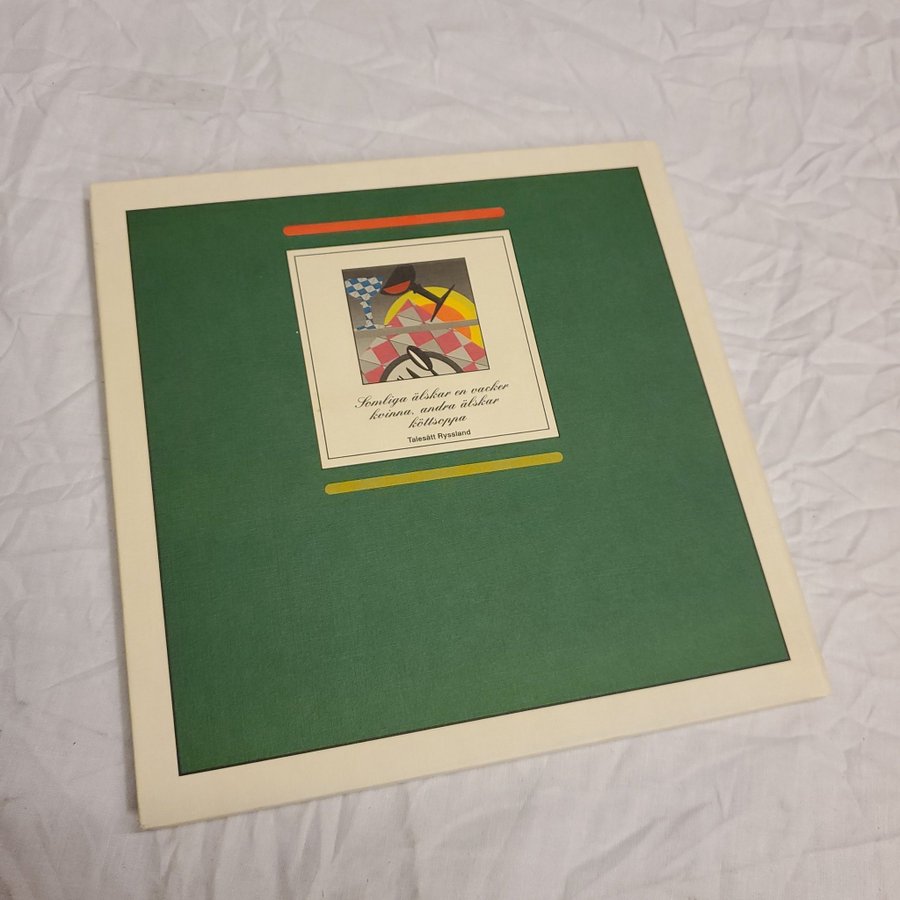 Somliga älskar en vacker
kvinna, andra älskar
köttsoppa
Talesätt Ryssland